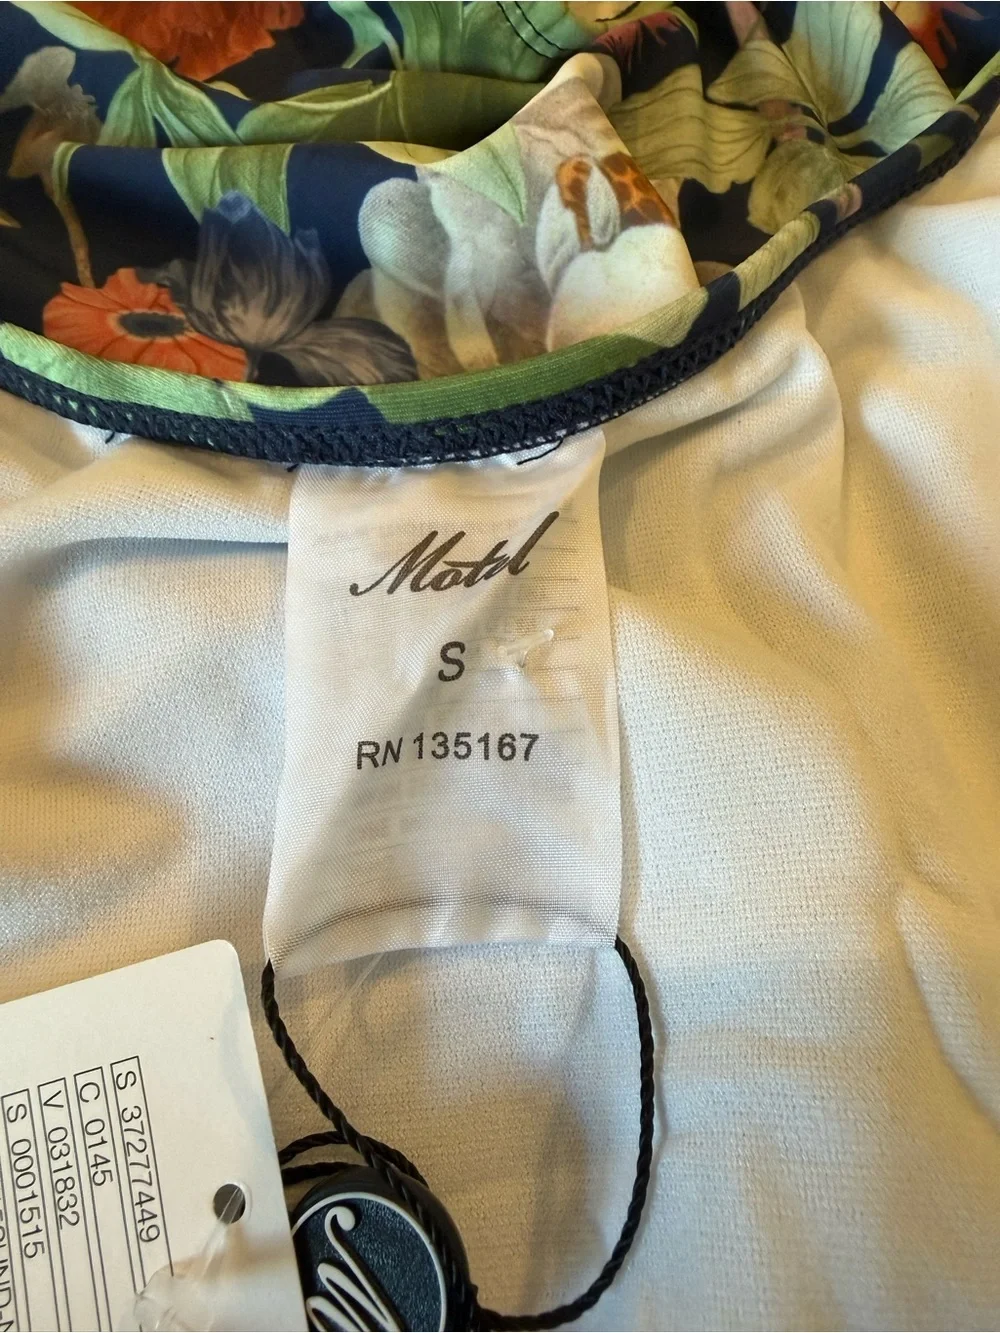 Motel
S
RN 135167
S 37277449
C 0145
V 031832
S 0001515
M